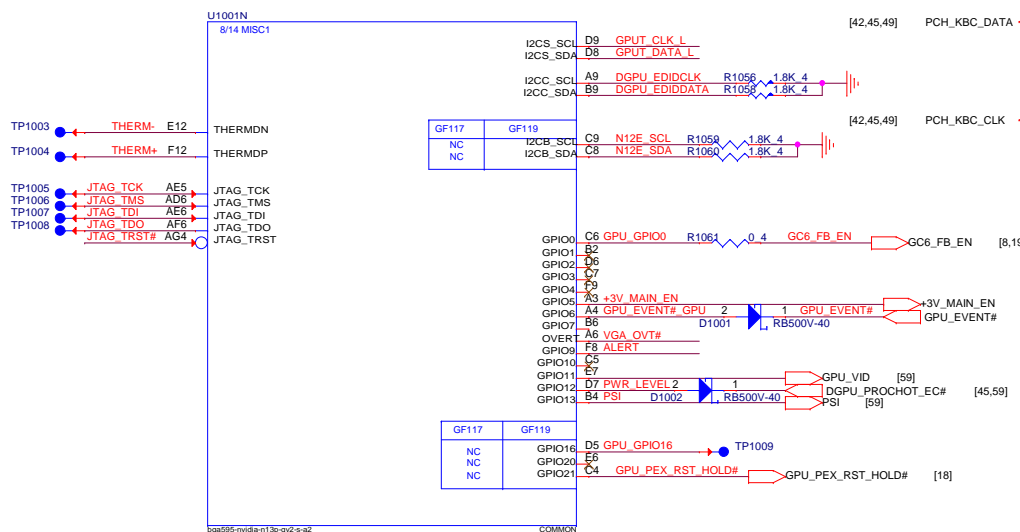 U1001N
8/14 MISC1
[42,45,49] PCH_KBC_DATA
I2CS_SCL D9 GPUT_CLK_L
I2CS_SDA D8 GPUT_DATA_L
I2CC_SCL A9 DGPU_EDIDCLK R1056 1.8K_4
I2CC_SDA B9 DGPU_EDIDDATA R1058 1.8K_4
[42,45,49] PCH_KBC_CLK
TP1003 THERM- E12 THERMDN
GF117 GF119
NC I2CB_SCL C9 N12E_SCL R1059 1.8K_4
NC I2CB_SDA C8 N12E_SDA R1060 1.8K_4
TP1004 THERM+ F12 THERMDP
TP1005 JTAG_TCK AE5 JTAG_TCK
TP1006 JTAG_TMS AD6 JTAG_TMS
TP1007 JTAG_TDI AE6 JTAG_TDI
TP1008 JTAG_TDO AF6 JTAG_TDO
JTAG_TRST# AG4 JTAG_TRST
GPIO0 C6 GPU_GPIO0 R1061 0_4 GC6_FB_EN GC6_FB_EN [8,19
GPIO1 B2
GPIO2 D6
GPIO3 C7
GPIO4 F9
GPIO5 A3 +3V_MAIN_EN +3V_MAIN_EN
GPIO6 A4 GPU_EVENT#_GPU 2 D1001 1 RB500V-40 GPU_EVENT# GPU_EVENT#
GPIO7 B6
OVERT A6 VGA_OVT#
GPIO9 F8 ALERT
GPIO10 C5
GPIO11 E7 GPU_VID [59]
GPIO12 D7 PWR_LEVEL 2 D1002 1 RB500V-40 DGPU_PROCHOT_EC# [45,59]
GPIO13 B4 PSI PSI [59]
GF117 GF119
NC GPIO16 D5 GPU_GPIO16 TP1009
NC GPIO20 E6
NC GPIO21 C4 GPU_PEX_RST_HOLD# GPU_PEX_RST_HOLD# [18]
bga595-nvidia-n13p-gv2-s-a2 COMMON